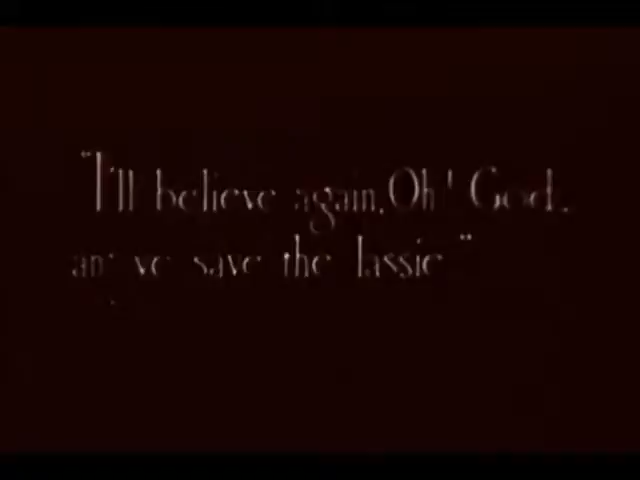 "I'll believe again, Oh! God,
an' ye save the lassie"